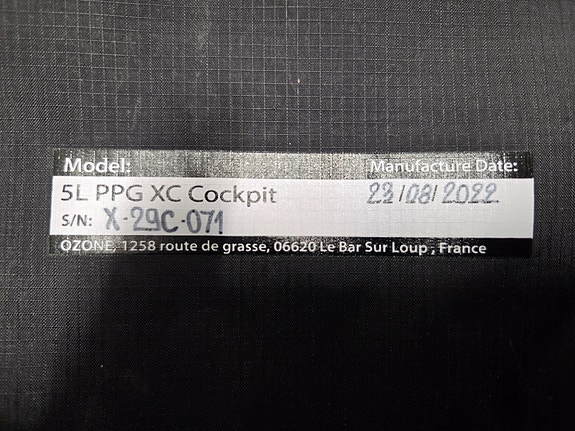 Model: Manufacture Date:
5L PPG XC Cockpit 23/08/2022
S/N: X-29C-071
OZONE, 1258 route de grasse, 06620 Le Bar Sur Loup , France